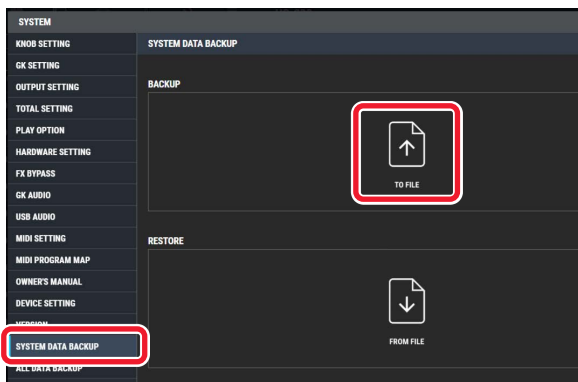 SYSTEM
KNOB SETTING
SYSTEM DATA BACKUP
GK SETTING
OUTPUT SETTING
BACKUP
TOTAL SETTING
PLAY OPTION
HARDWARE SETTING
FX BYPASS
TO FILE
GK AUDIO
USB AUDIO
MIDI SETTING
RESTORE
MIDI PROGRAM MAP
OWNER'S MANUAL
DEVICE SETTING
VERSION
SYSTEM DATA BACKUP
FROM FILE
ALL DATA BACKUP